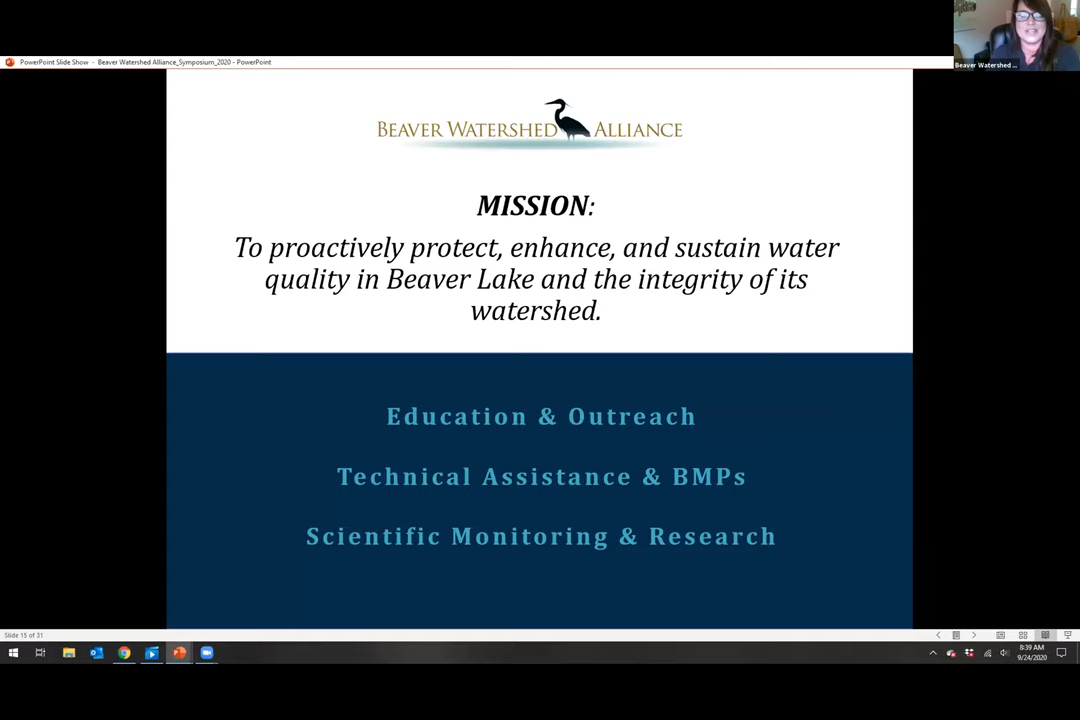 PowerPoint Slide Show - Beaver Watershed Alliance_Symposium_2020 - PowerPoint
Beaver Watershed ...
BEAVER WATERSHED ALLIANCE
MISSION:
To proactively protect, enhance, and sustain water
quality in Beaver Lake and the integrity of its
watershed.
Education & Outreach
Technical Assistance & BMPs
Scientific Monitoring & Research
Slide 15 of 31
8:39 AM
9/24/2020